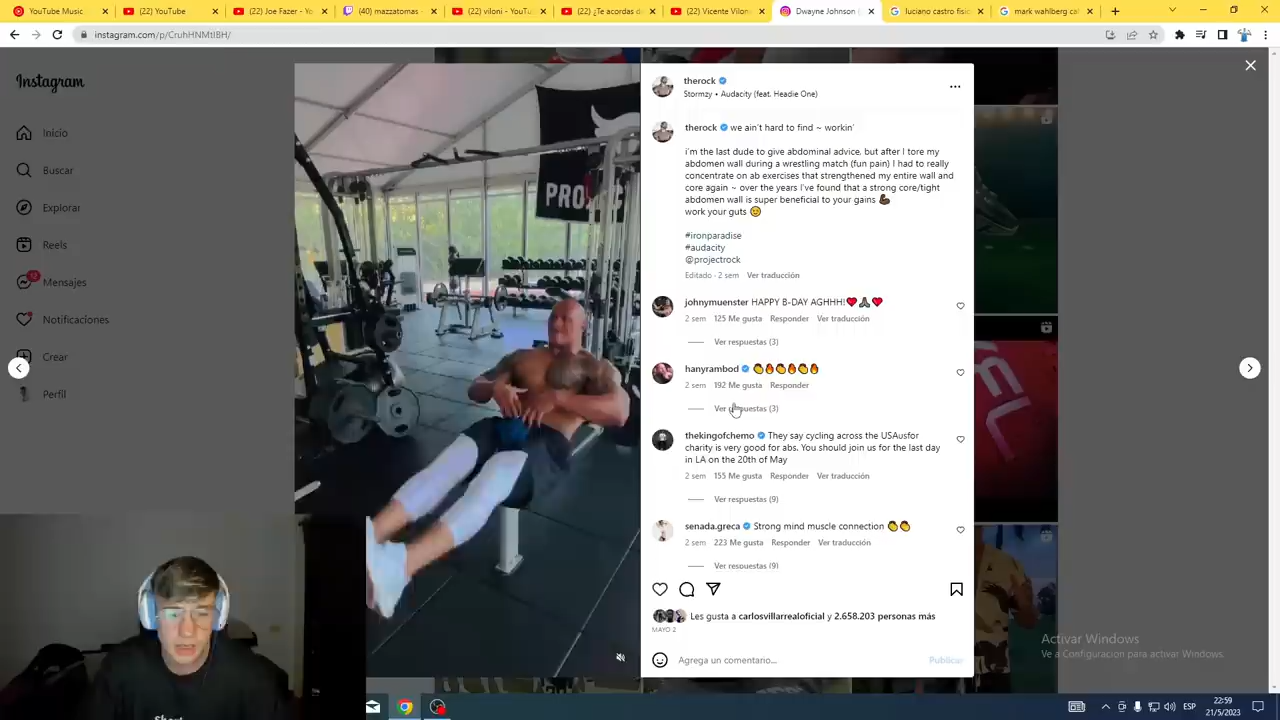 YouTube Music
(22) YouTube
(22) Joe Fazer - Yo
(40) mazzatomas -
(22) viloni - YouTu
(22) ¿Te acordas d
(22) Vicente Vilon
Dwayne Johnson (
luciano castro fisic
mark wahlberg cal
instagram.com/p/CruhHNMtIBH/
Instagram
Inicio
Buscar
Explorar
Reels
Mensajes
Notificaciones
Crear
Perfil
PROJ
therock
Stormzy • Audacity (feat. Headie One)
therock we ain't hard to find ~ workin'
i'm the last dude to give abdominal advice, but after I tore my
abdomen wall during a wrestling match (fun pain) I had to really
concentrate on ab exercises that strengthened my entire wall and
core again ~ over the years I've found that a strong core/tight
abdomen wall is super beneficial to your gains 💪🏿
work your guts 😉
#ironparadise
#audacity
@projectrock
Editado · 2 sem Ver traducción
johnymuenster HAPPY B-DAY AGHHH!❤️🙏🏽❤️
2 sem 125 Me gusta Responder Ver traducción
Ver respuestas (3)
hanyrambod 👏🔥👏🔥👏🔥
2 sem 192 Me gusta Responder
Ver respuestas (3)
thekingofchemo They say cycling across the USAusfor
charity is very good for abs. You should join us for the last day
in LA on the 20th of May
2 sem 155 Me gusta Responder Ver traducción
Ver respuestas (9)
senada.greca Strong mind muscle connection 👏👏
2 sem 223 Me gusta Responder Ver traducción
Ver respuestas (9)
Les gusta a carlosvillarrealoficial y 2.658.203 personas más
MAYO 2
Agrega un comentario...
Publicar
Activar Windows
Ve a Configuración para activar Windows.
ESP
22:59
21/5/2023